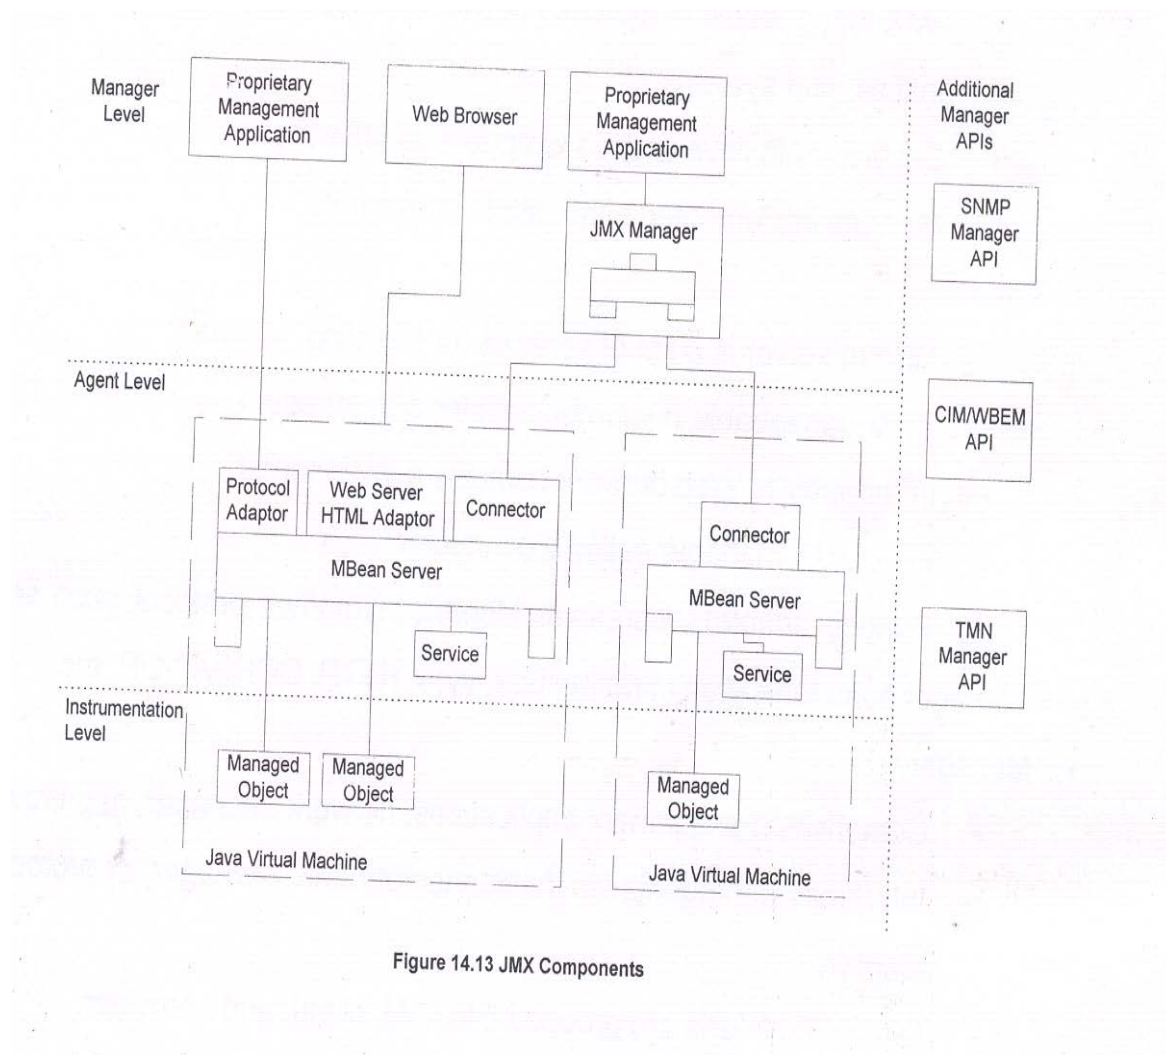 Manager
Level
Proprietary
Management
Application
Web Browser
Proprietary
Management
Application
JMX Manager
Additional
Manager
APIs
SNMP
Manager
API
Agent Level
CIM/WBEM
API
Protocol
Adaptor
Web Server
HTML Adaptor
Connector
MBean Server
Service
Connector
MBean Server
Service
TMN
Manager
API
Instrumentation
Level
Managed
Object
Managed
Object
Managed
Object
Java Virtual Machine
Java Virtual Machine
Figure 14.13 JMX Components